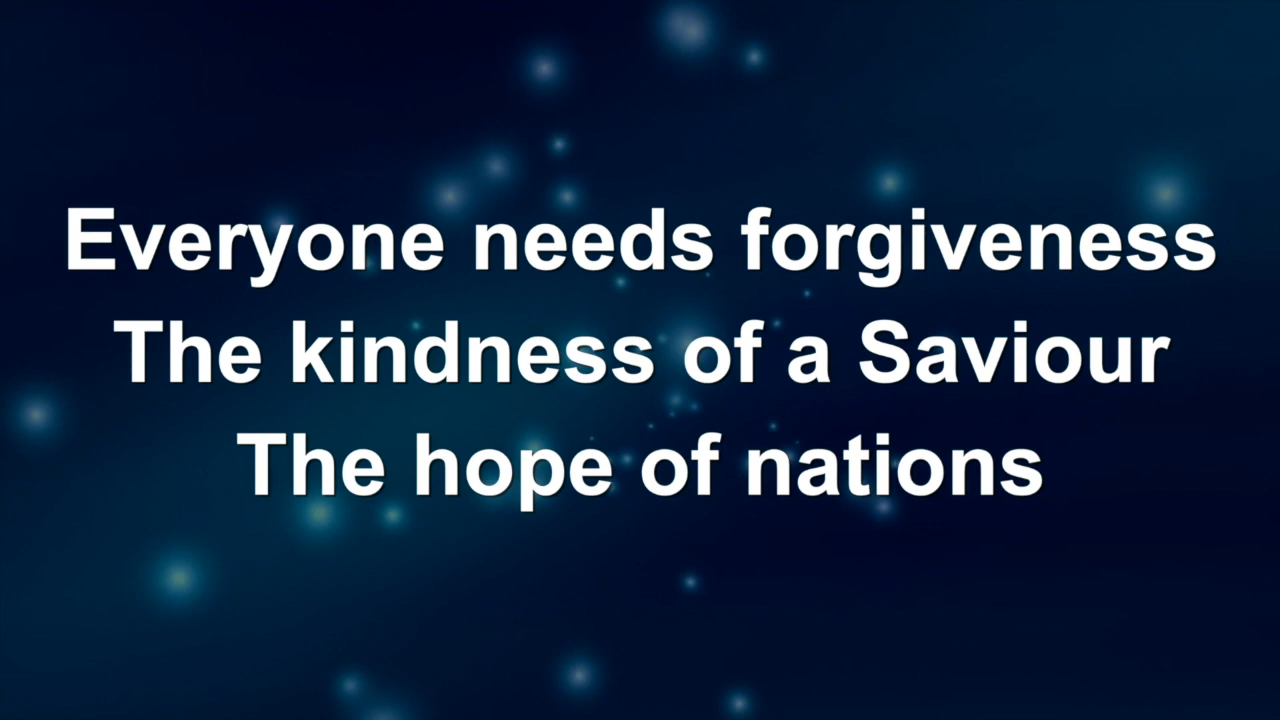 Everyone needs forgiveness
The kindness of a Saviour
The hope of nations